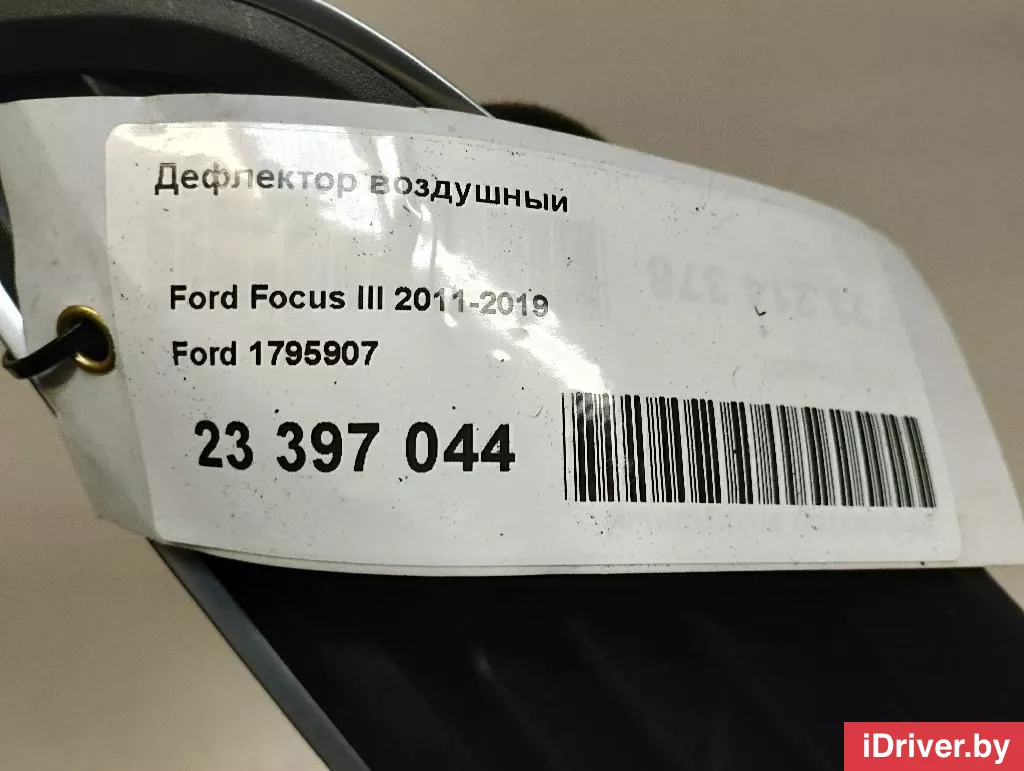 Дефлектор воздушный
Ford Focus III 2011-2019
Ford 1795907
23 397 044
iDriver.by